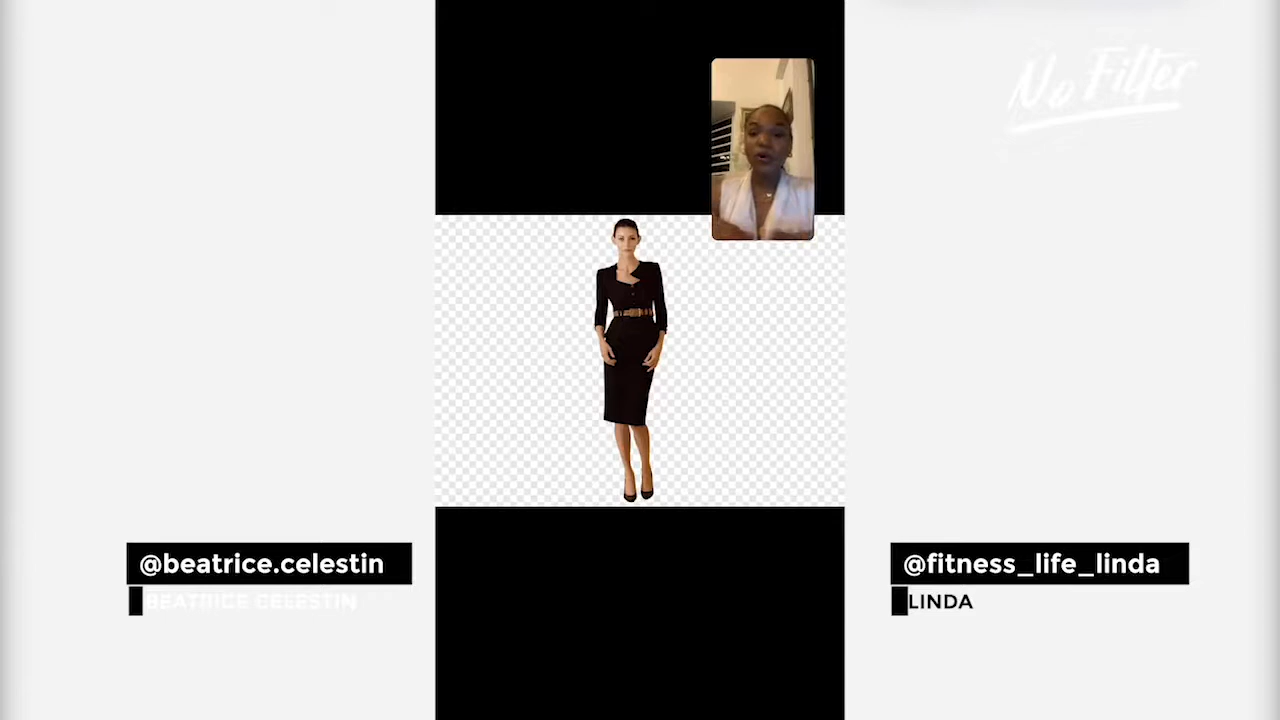 No Filter
@beatrice.celestin
BEATRICE CELESTIN
@fitness_life_linda
LINDA